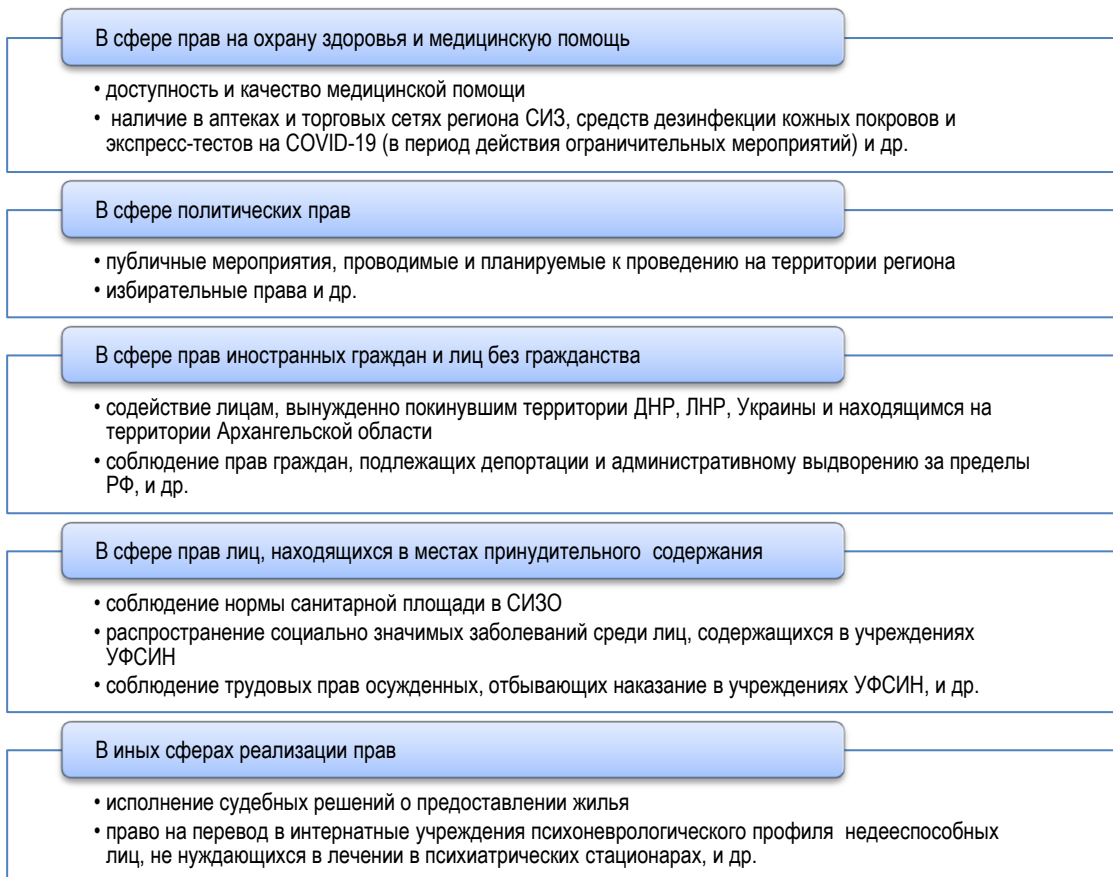 В сфере прав на охрану здоровья и медицинскую помощь
• доступность и качество медицинской помощи
• наличие в аптеках и торговых сетях региона СИЗ, средств дезинфекции кожных покровов и
экспресс-тестов на COVID-19 (в период действия ограничительных мероприятий) и др.
В сфере политических прав
• публичные мероприятия, проводимые и планируемые к проведению на территории региона
• избирательные права и др.
В сфере прав иностранных граждан и лиц без гражданства
• содействие лицам, вынужденно покинувшим территории ДНР, ЛНР, Украины и находящимся на
территории Архангельской области
• соблюдение прав граждан, подлежащих депортации и административному выдворению за пределы
РФ, и др.
В сфере прав лиц, находящихся в местах принудительного содержания
• соблюдение нормы санитарной площади в СИЗО
• распространение социально значимых заболеваний среди лиц, содержащихся в учреждениях
УФСИН
• соблюдение трудовых прав осужденных, отбывающих наказание в учреждениях УФСИН, и др.
В иных сферах реализации прав
• исполнение судебных решений о предоставлении жилья
• право на перевод в интернатные учреждения психоневрологического профиля недееспособных
лиц, не нуждающихся в лечении в психиатрических стационарах, и др.